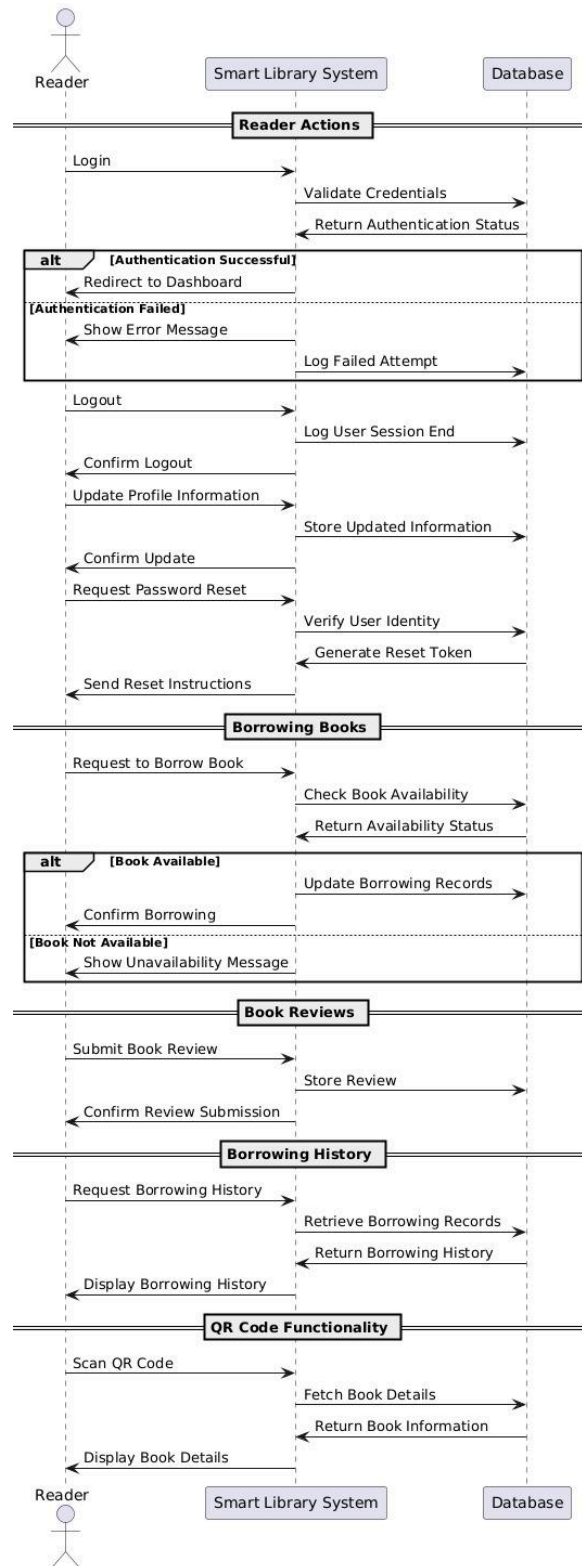 Reader
Smart Library System
Database
Reader Actions
Login
Validate Credentials
Return Authentication Status
alt [Authentication Successful]
Redirect to Dashboard
[Authentication Failed]
Show Error Message
Log Failed Attempt
Logout
Log User Session End
Confirm Logout
Update Profile Information
Store Updated Information
Confirm Update
Request Password Reset
Verify User Identity
Generate Reset Token
Send Reset Instructions
Borrowing Books
Request to Borrow Book
Check Book Availability
Return Availability Status
alt [Book Available]
Update Borrowing Records
Confirm Borrowing
[Book Not Available]
Show Unavailability Message
Book Reviews
Submit Book Review
Store Review
Confirm Review Submission
Borrowing History
Request Borrowing History
Retrieve Borrowing Records
Return Borrowing History
Display Borrowing History
QR Code Functionality
Scan QR Code
Fetch Book Details
Return Book Information
Display Book Details
Reader
Smart Library System
Database